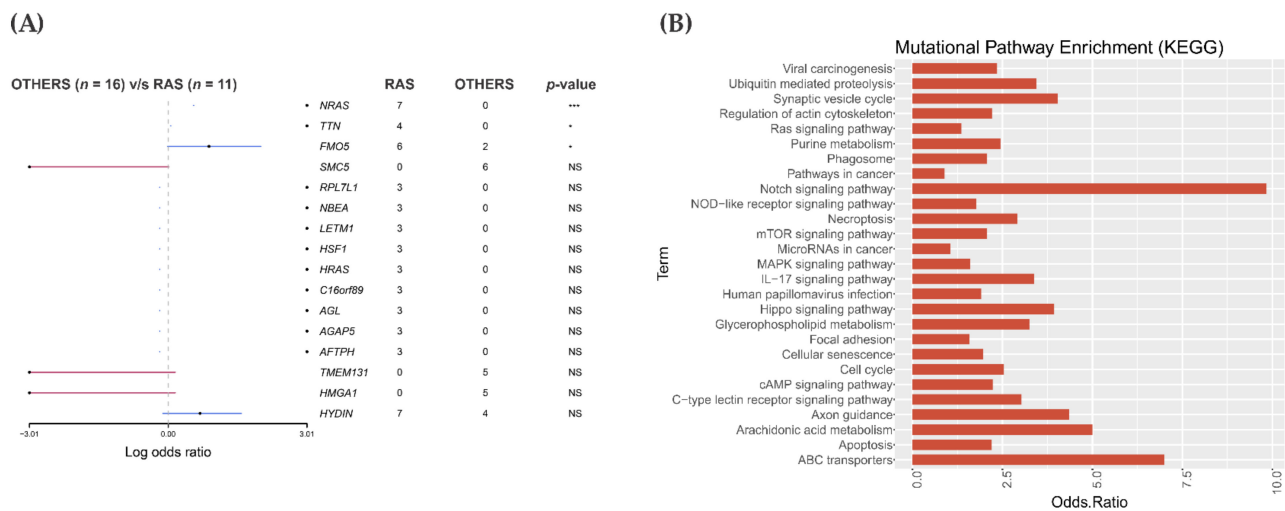 (A)
OTHERS (n = 16) v/s RAS (n = 11) RAS OTHERS p-value
NRAS 7 0 ***
TTN 4 0 *
FMO5 6 2 *
SMC5 0 6 NS
RPL7L1 3 0 NS
NBEA 3 0 NS
LETM1 3 0 NS
HSF1 3 0 NS
HRAS 3 0 NS
C16orf89 3 0 NS
AGL 3 0 NS
AGAP5 3 0 NS
AFTPH 3 0 NS
TMEM131 0 5 NS
HMGA1 0 5 NS
HYDIN 7 4 NS
−3.01 0.00 3.01
Log odds ratio
(B)
Mutational Pathway Enrichment (KEGG)
Term
Viral carcinogenesis
Ubiquitin mediated proteolysis
Synaptic vesicle cycle
Regulation of actin cytoskeleton
Ras signaling pathway
Purine metabolism
Phagosome
Pathways in cancer
Notch signaling pathway
NOD−like receptor signaling pathway
Necroptosis
mTOR signaling pathway
MicroRNAs in cancer
MAPK signaling pathway
IL−17 signaling pathway
Human papillomavirus infection
Hippo signaling pathway
Glycerophospholipid metabolism
Focal adhesion
Cellular senescence
Cell cycle
cAMP signaling pathway
C−type lectin receptor signaling pathway
Axon guidance
Arachidonic acid metabolism
Apoptosis
ABC transporters
0.0 2.5 5.0 7.5 10.0
Odds.Ratio